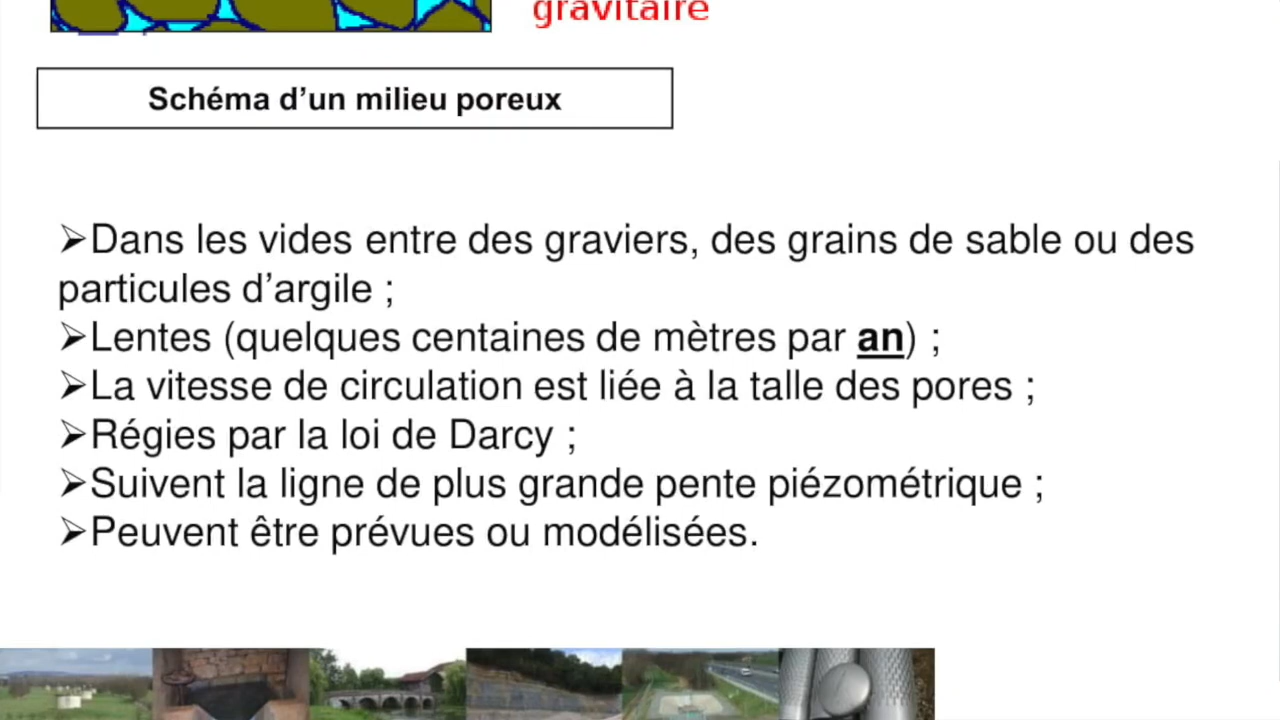 gravitaire
Schéma d’un milieu poreux
➢Dans les vides entre des graviers, des grains de sable ou des
particules d’argile ;
➢Lentes (quelques centaines de mètres par an) ;
➢La vitesse de circulation est liée à la talle des pores ;
➢Régies par la loi de Darcy ;
➢Suivent la ligne de plus grande pente piézométrique ;
➢Peuvent être prévues ou modélisées.